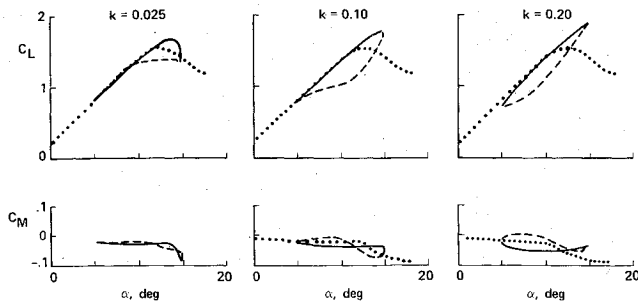 k = 0.025 k = 0.10 k = 0.20
2
C_L
1
0
.1
C_M 0
-.1
0 20 0 20 0 20
α, deg α, deg α, deg